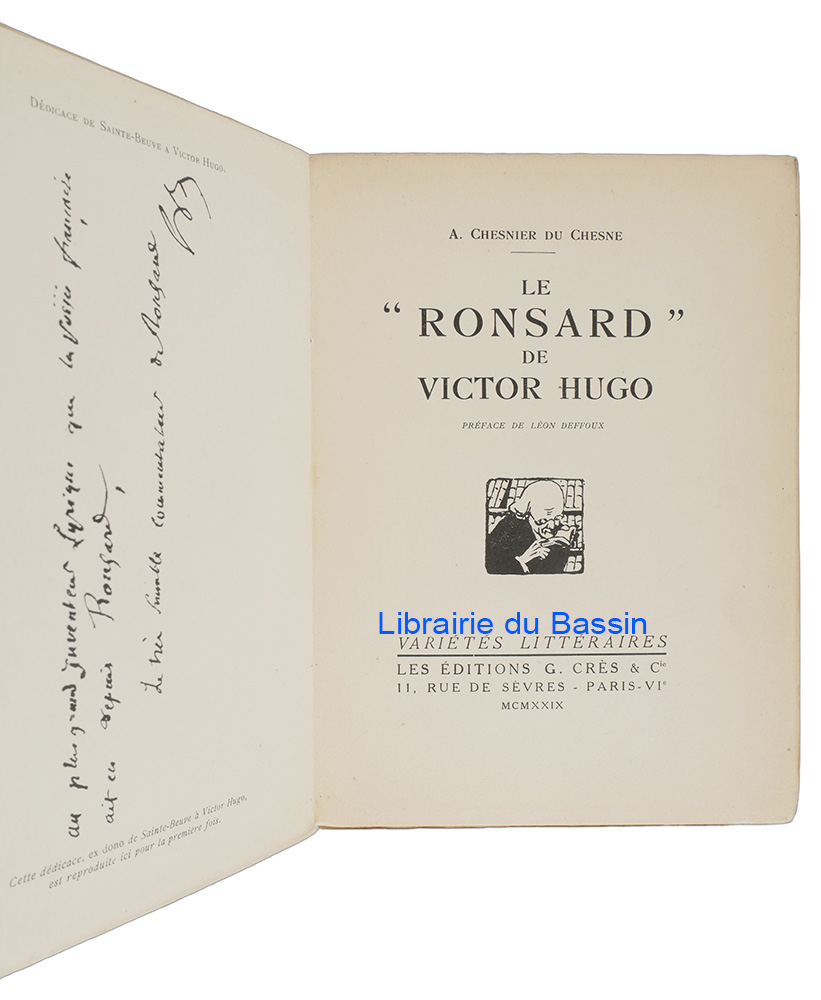 DÉDICACE DE SAINTE-BEUVE A VICTOR HUGO.
au plus grand Inventeur Lyrique que la poésie française
ait eu depuis Ronsard,
Le très humble commentateur de Ronsard
Cette dédicace, ex dono de Sainte-Beuve à Victor Hugo,
est reproduite ici pour la première fois.
A. CHESNIER DU CHESNE
LE
“ RONSARD ”
DE
VICTOR HUGO
PRÉFACE DE LÉON DEFFOUX
Librairie du Bassin
VARIÉTÉS LITTÉRAIRES
LES ÉDITIONS G. CRÈS & Cie
11, RUE DE SÈVRES - PARIS-VIe
MCMXXIX